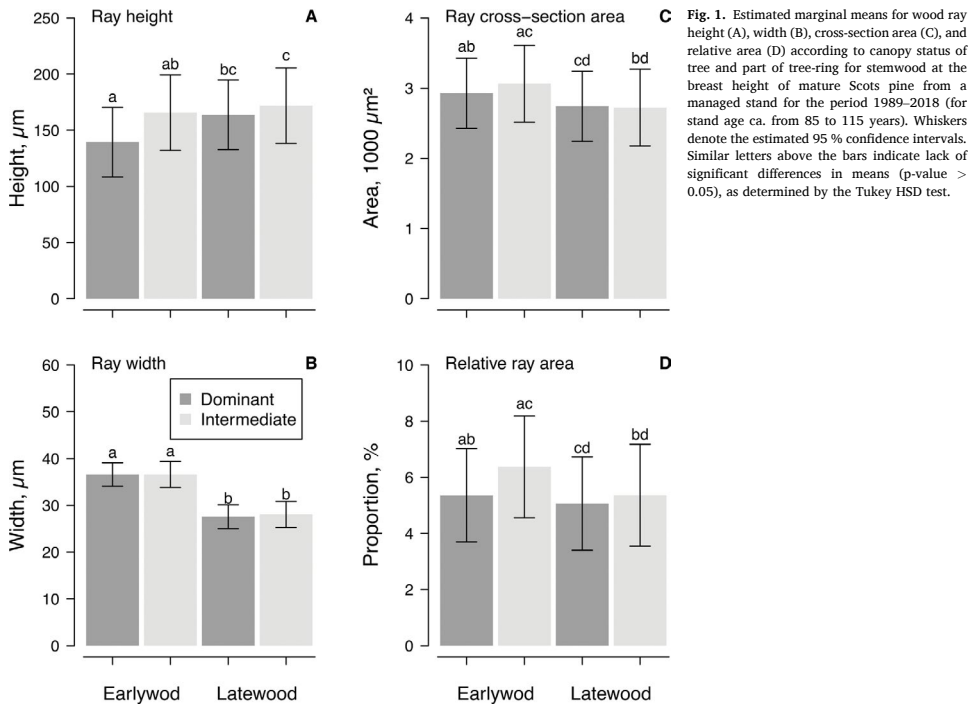 Ray height
A
250
200
150
100
50
0
Height, µm
a
ab
bc
c
Ray cross−section area
C
4
3
2
1
0
Area, 1000 µm²
ab
ac
cd
bd
Fig. 1. Estimated marginal means for wood ray
height (A), width (B), cross-section area (C), and
relative area (D) according to canopy status of
tree and part of tree-ring for stemwood at the
breast height of mature Scots pine from a
managed stand for the period 1989–2018 (for
stand age ca. from 85 to 115 years). Whiskers
denote the estimated 95 % confidence intervals.
Similar letters above the bars indicate lack of
significant differences in means (p-value >
0.05), as determined by the Tukey HSD test.
Ray width
B
60
50
40
30
20
10
0
Width, µm
Dominant
Intermediate
a
a
b
b
Earlywod
Latewood
Relative ray area
D
10
8
6
4
2
0
Proportion, %
ab
ac
cd
bd
Earlywod
Latewood